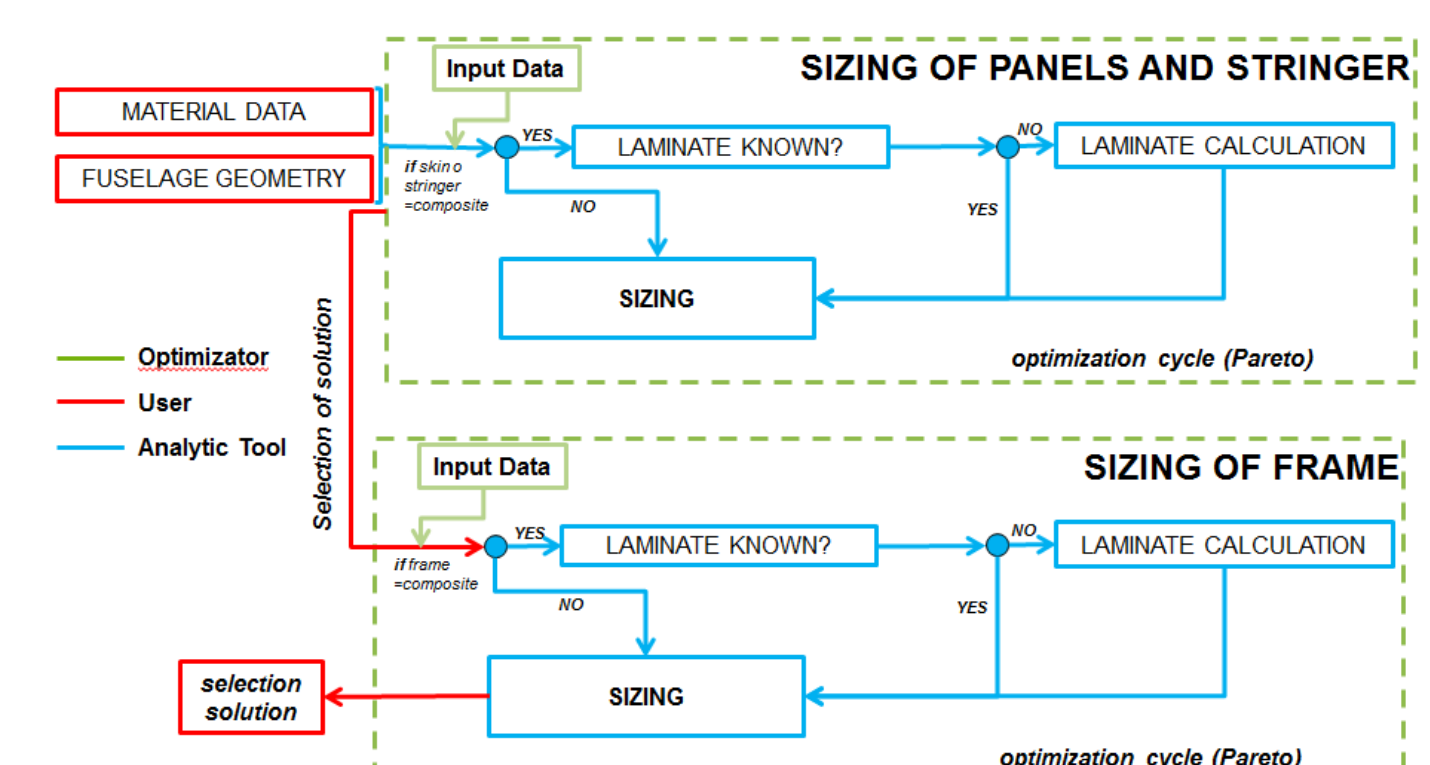 SIZING OF PANELS AND STRINGER
Input Data
MATERIAL DATA
FUSELAGE GEOMETRY
if skin o
stringer
=composite
YES
LAMINATE KNOWN?
NO
LAMINATE CALCULATION
NO
YES
SIZING
optimization cycle (Pareto)
Selection of solution
Optimizator
User
Analytic Tool
SIZING OF FRAME
Input Data
if frame
=composite
YES
LAMINATE KNOWN?
NO
LAMINATE CALCULATION
NO
YES
SIZING
selection
solution
optimization cycle (Pareto)